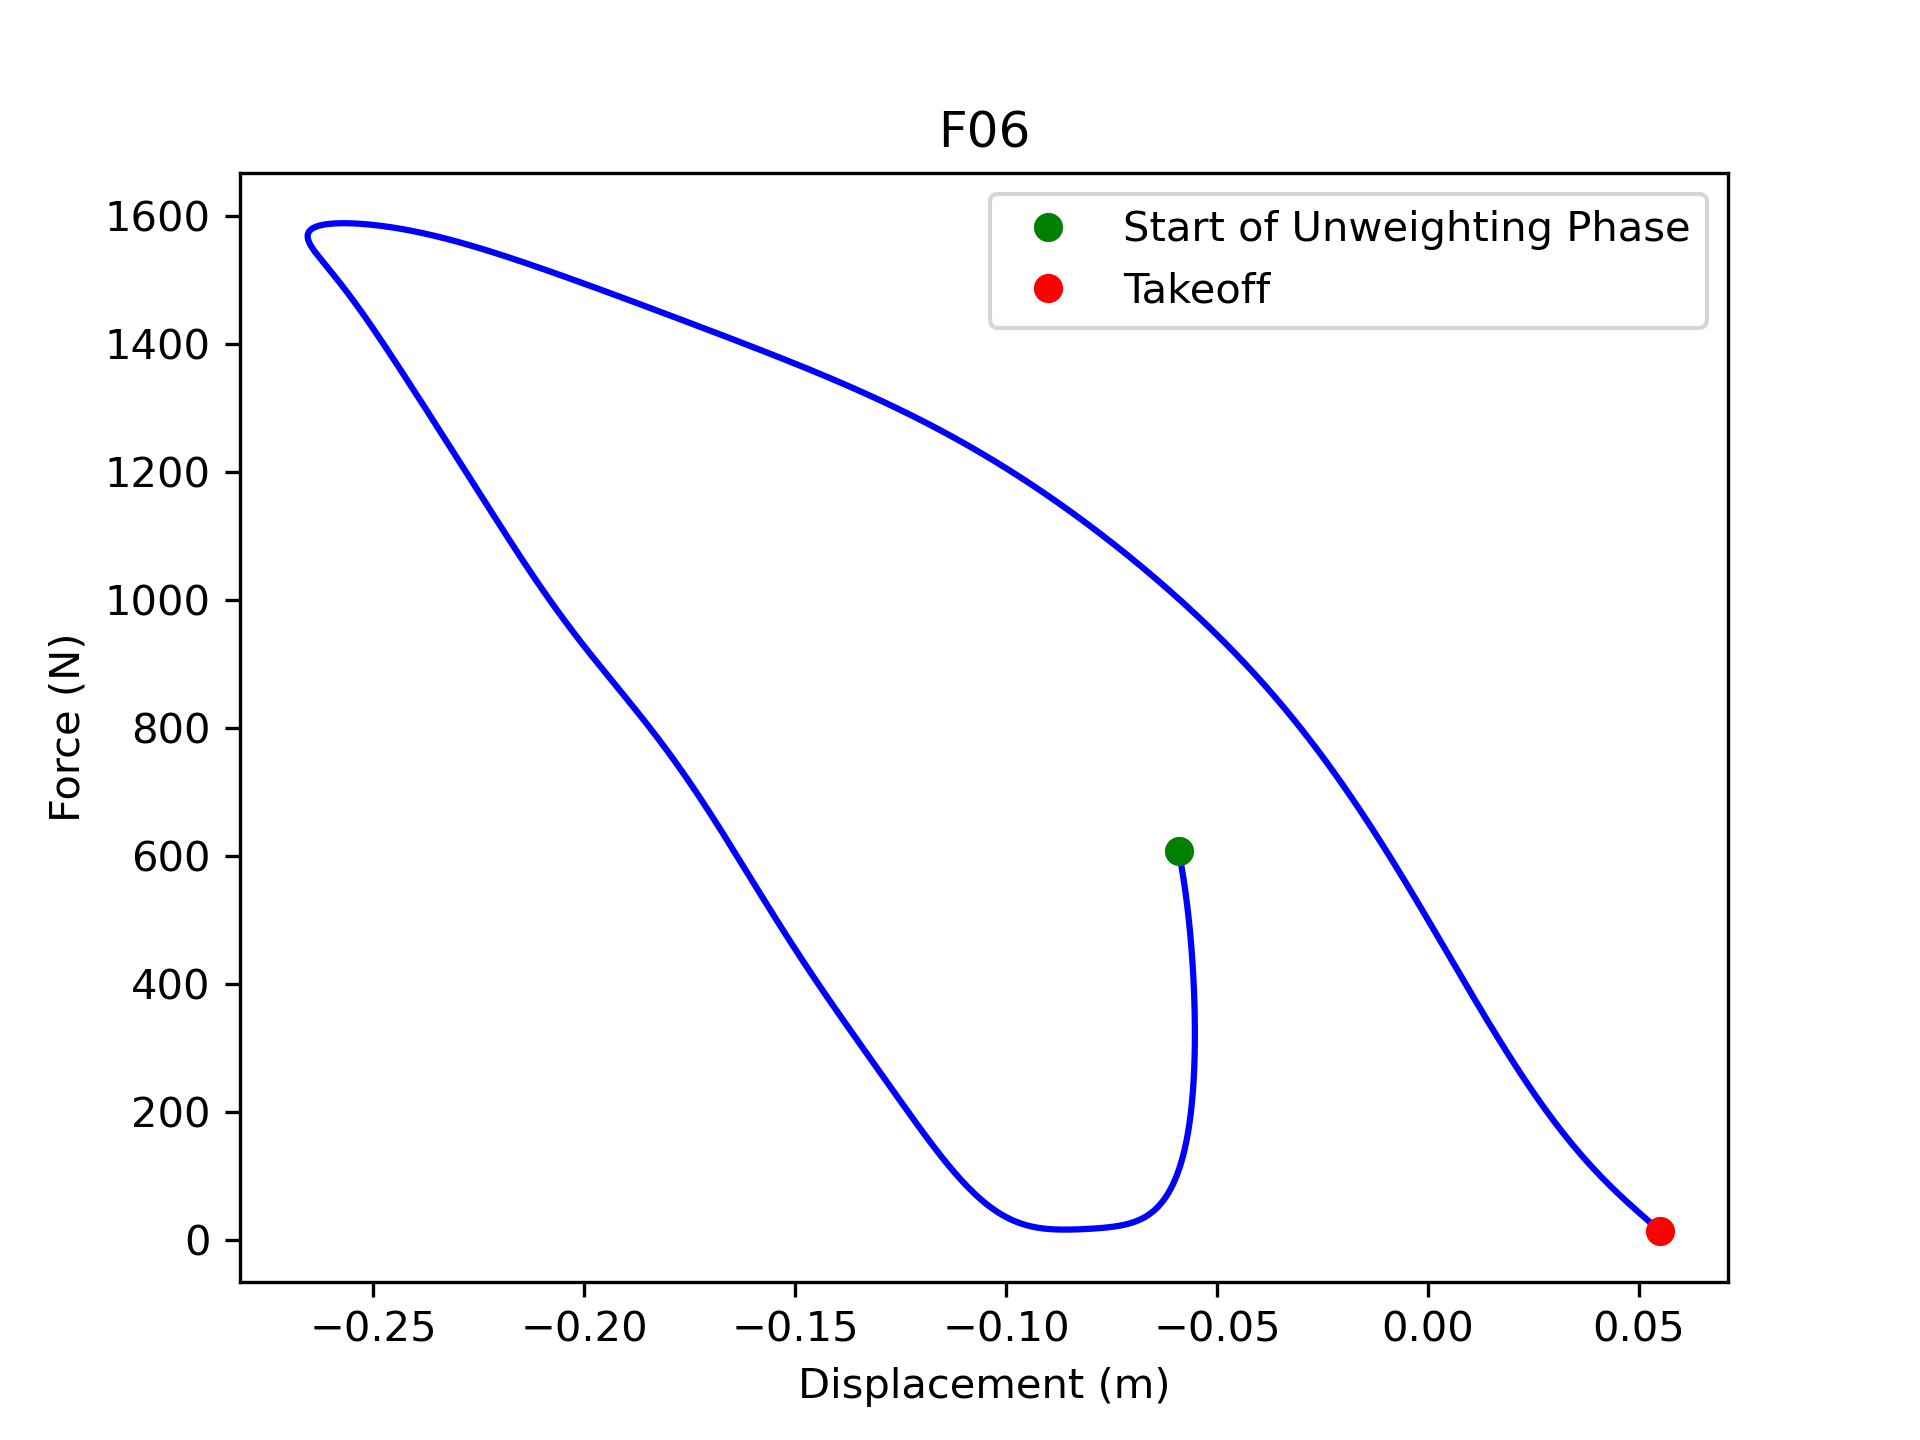 F06
Start of Unweighting Phase
Takeoff
1600
1400
1200
1000
800
600
400
200
0
Force (N)
−0.25 −0.20 −0.15 −0.10 −0.05 0.00 0.05
Displacement (m)